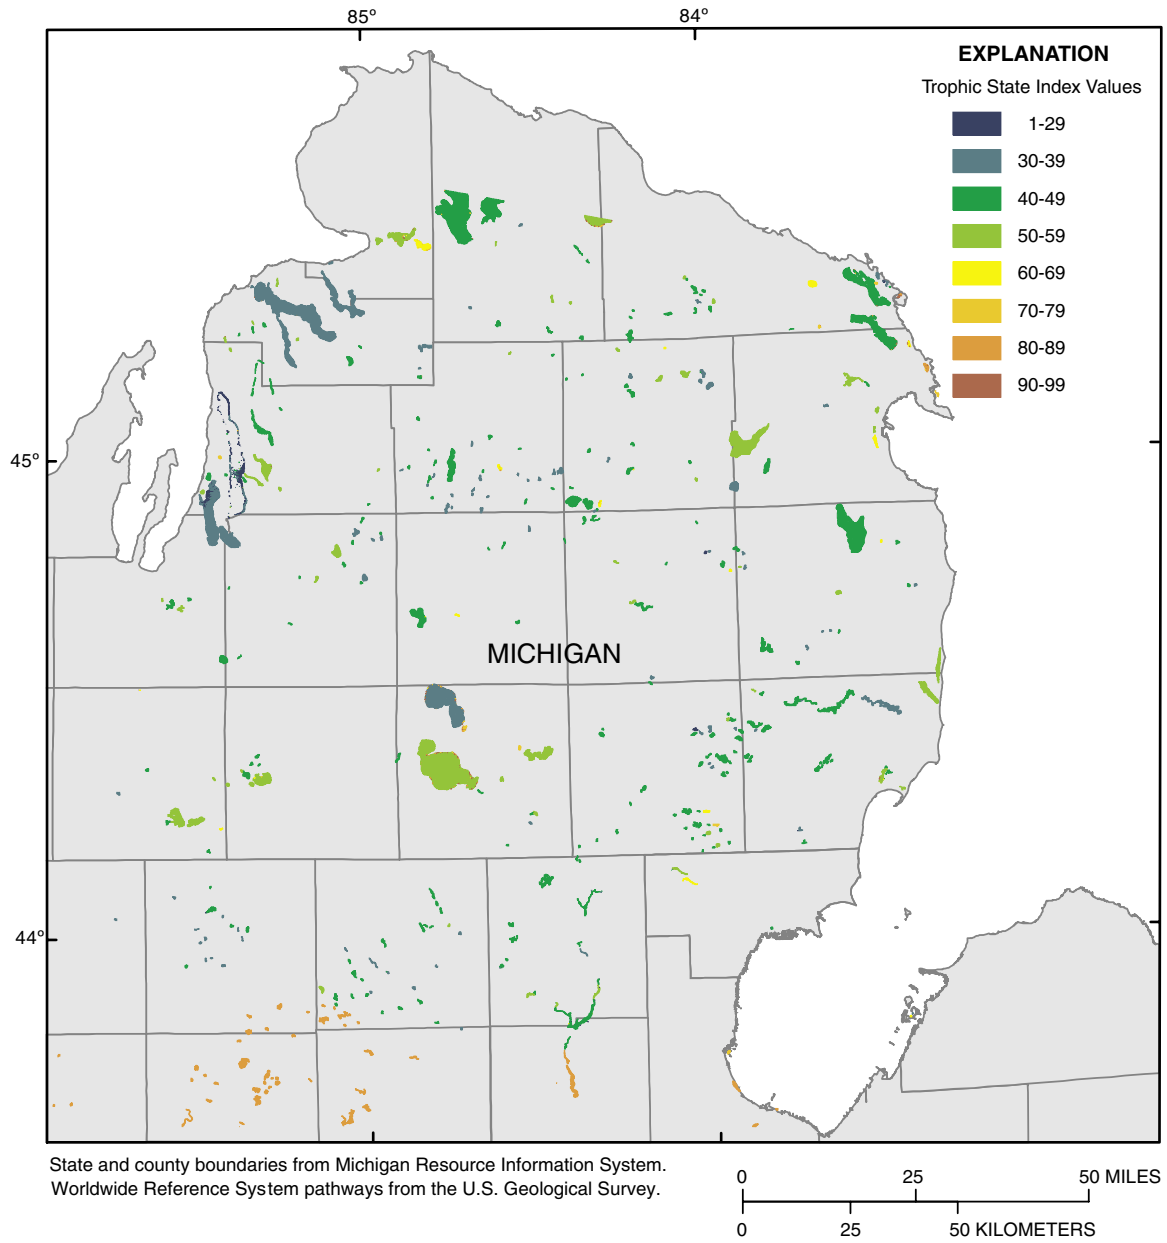 85° 84°
EXPLANATION
Trophic State Index Values
1-29
30-39
40-49
50-59
60-69
70-79
80-89
90-99
45°
MICHIGAN
44°
State and county boundaries from Michigan Resource Information System.
Worldwide Reference System pathways from the U.S. Geological Survey.
0 25 50 MILES
0 25 50 KILOMETERS